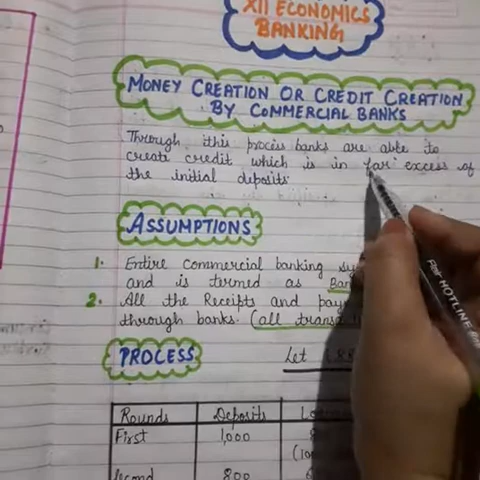 XII ECONOMICS
BANKING
MONEY CREATION OR CREDIT CREATION
BY COMMERCIAL BANKS
Through this process banks are able to
create credit which is in 'far' excess of
the initial deposits.
ASSUMPTIONS
1. Entire commercial banking
and is termed as
2. All the Receipts and
through banks. (all
PROCESS
Let
Rounds Deposits
First 1,000
Second 800